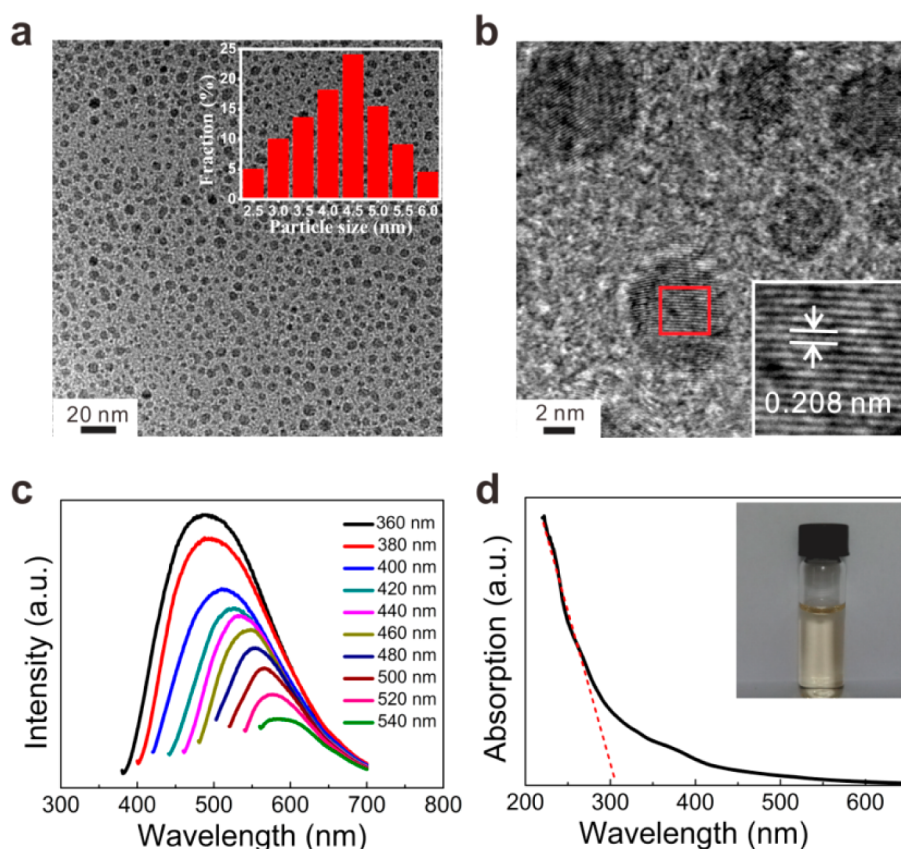 a
25
20
15
10
5
0
Fraction (%)
2.5 3.0 3.5 4.0 4.5 5.0 5.5 6.0
Particle size (nm)
20 nm
b
2 nm
0.208 nm
c
Intensity (a.u.)
360 nm
380 nm
400 nm
420 nm
440 nm
460 nm
480 nm
500 nm
520 nm
540 nm
300 400 500 600 700 800
Wavelength (nm)
d
Absorption (a.u.)
200 300 400 500 600
Wavelength (nm)